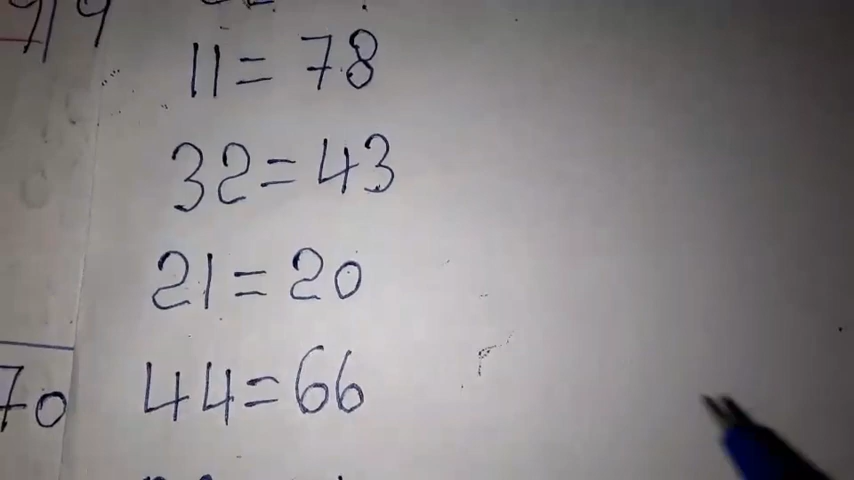 11 = 78
32 = 43
21 = 20
44 = 66
70